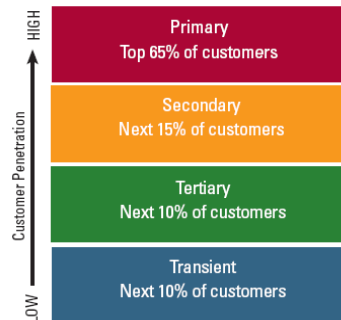 HIGH
Customer Penetration
LOW
Primary
Top 65% of customers
Secondary
Next 15% of customers
Tertiary
Next 10% of customers
Transient
Next 10% of customers